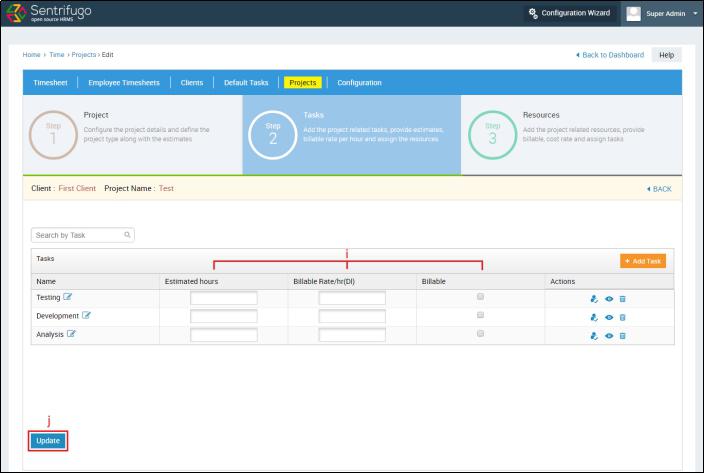 Sentrifugo
open source HRMS
Configuration Wizard
Super Admin
Home > Time > Projects > Edit
Back to Dashboard
Help
Timesheet
Employee Timesheets
Clients
Default Tasks
Projects
Configuration
Step
1
Project
Configure the project details and define the
project type along with the estimates
Step
2
Tasks
Add the project related tasks, provide estimates,
billable rate per hour and assign the resources
Step
3
Resources
Add the project related resources, provide
billable, cost rate and assign tasks
Client : First Client Project Name : Test
BACK
Search by Task
i
Tasks
+ Add Task
Name Estimated hours Billable Rate/hr(DI) Billable Actions
Testing
Development
Analysis
j
Update